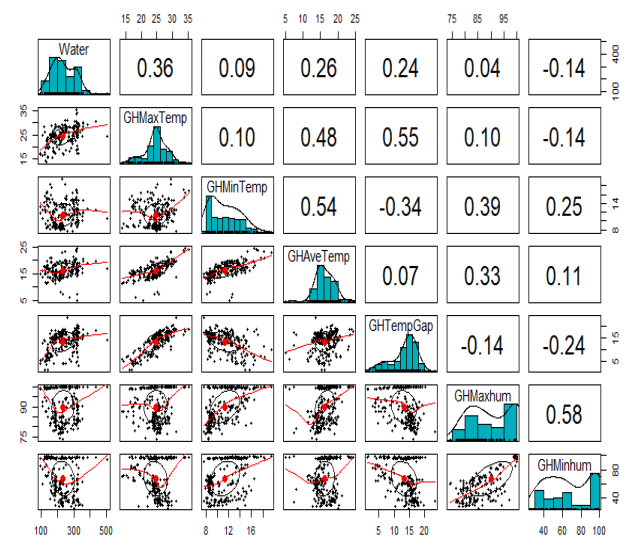 15 20 25 30 35 5 10 15 20 25 75 85 95
Water 0.36 0.09 0.26 0.24 0.04 -0.14
100 400
15 25 35
GHMaxTemp 0.10 0.48 0.55 0.10 -0.14
GHMinTemp 0.54 -0.34 0.39 0.25
8 14
5 15 25
GHAveTemp 0.07 0.33 0.11
GHTempGap -0.14 -0.24
5 15
75 90
GHMaxhum 0.58
GHMinhum
40 80
100 300 500 8 12 16 5 10 15 20 40 60 80